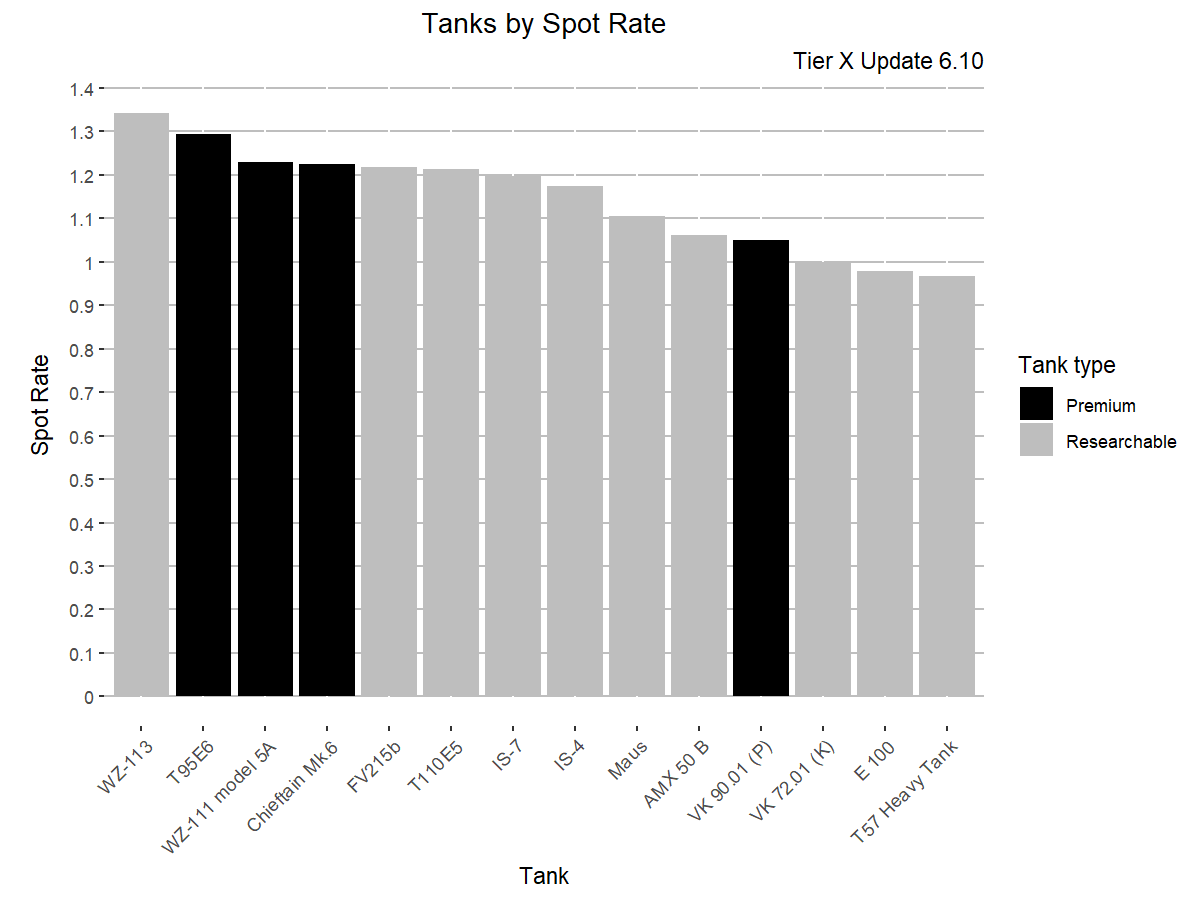 Tanks by Spot Rate
Tier X Update 6.10
1.4
1.3
1.2
1.1
1
0.9
0.8
0.7
0.6
0.5
0.4
0.3
0.2
0.1
0
Spot Rate
WZ-113
T95E6
WZ-111 model 5A
Chieftain Mk.6
FV215b
T110E5
IS-7
IS-4
Maus
AMX 50 B
VK 90.01 (P)
VK 72.01 (K)
E 100
T57 Heavy Tank
Tank
Tank type
Premium
Researchable